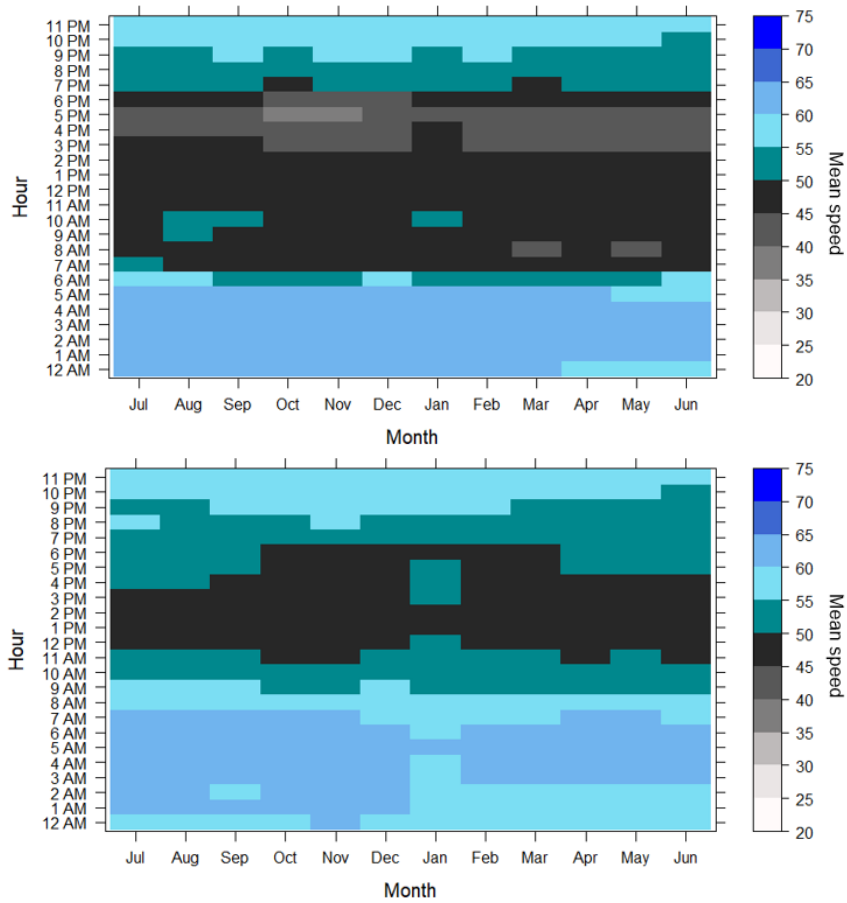 11 PM
10 PM
9 PM
8 PM
7 PM
6 PM
5 PM
4 PM
3 PM
2 PM
1 PM
12 PM
11 AM
10 AM
9 AM
8 AM
7 AM
6 AM
5 AM
4 AM
3 AM
2 AM
1 AM
12 AM
Hour
Jul Aug Sep Oct Nov Dec Jan Feb Mar Apr May Jun
Month
75
70
65
60
55
50
45
40
35
30
25
20
Mean speed
11 PM
10 PM
9 PM
8 PM
7 PM
6 PM
5 PM
4 PM
3 PM
2 PM
1 PM
12 PM
11 AM
10 AM
9 AM
8 AM
7 AM
6 AM
5 AM
4 AM
3 AM
2 AM
1 AM
12 AM
Hour
Jul Aug Sep Oct Nov Dec Jan Feb Mar Apr May Jun
Month
75
70
65
60
55
50
45
40
35
30
25
20
Mean speed